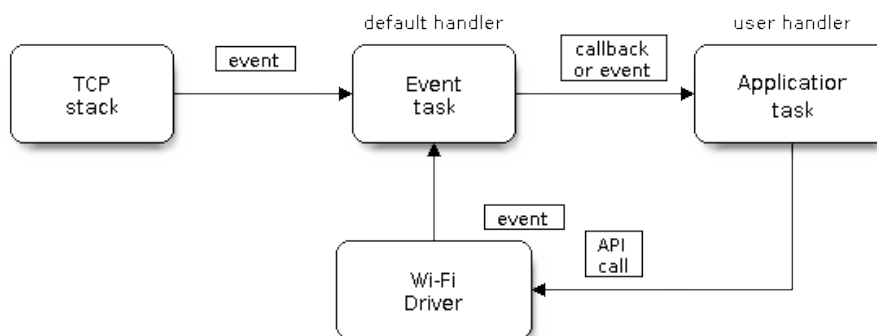 default handler
user handler
event
callback
or event
TCP
stack
Event
task
Application
task
event
API
call
Wi-Fi
Driver